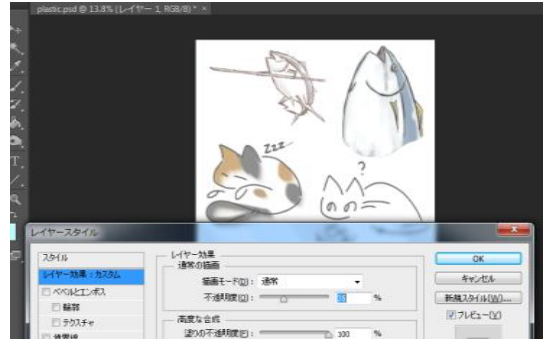 plastic.psd @ 13.8% (レイヤー 1, RGB/8) * ×
Zzz
?
レイヤースタイル
スタイル
レイヤー効果 : カスタム
ベベルとエンボス
輪郭
テクスチャ
境界線
レイヤー効果
通常の描画
描画モード(D): 通常
不透明度(O): %
高度な合成
塗りの不透明度(F): 100 %
OK
キャンセル
新規スタイル(W)...
プレビュー(V)